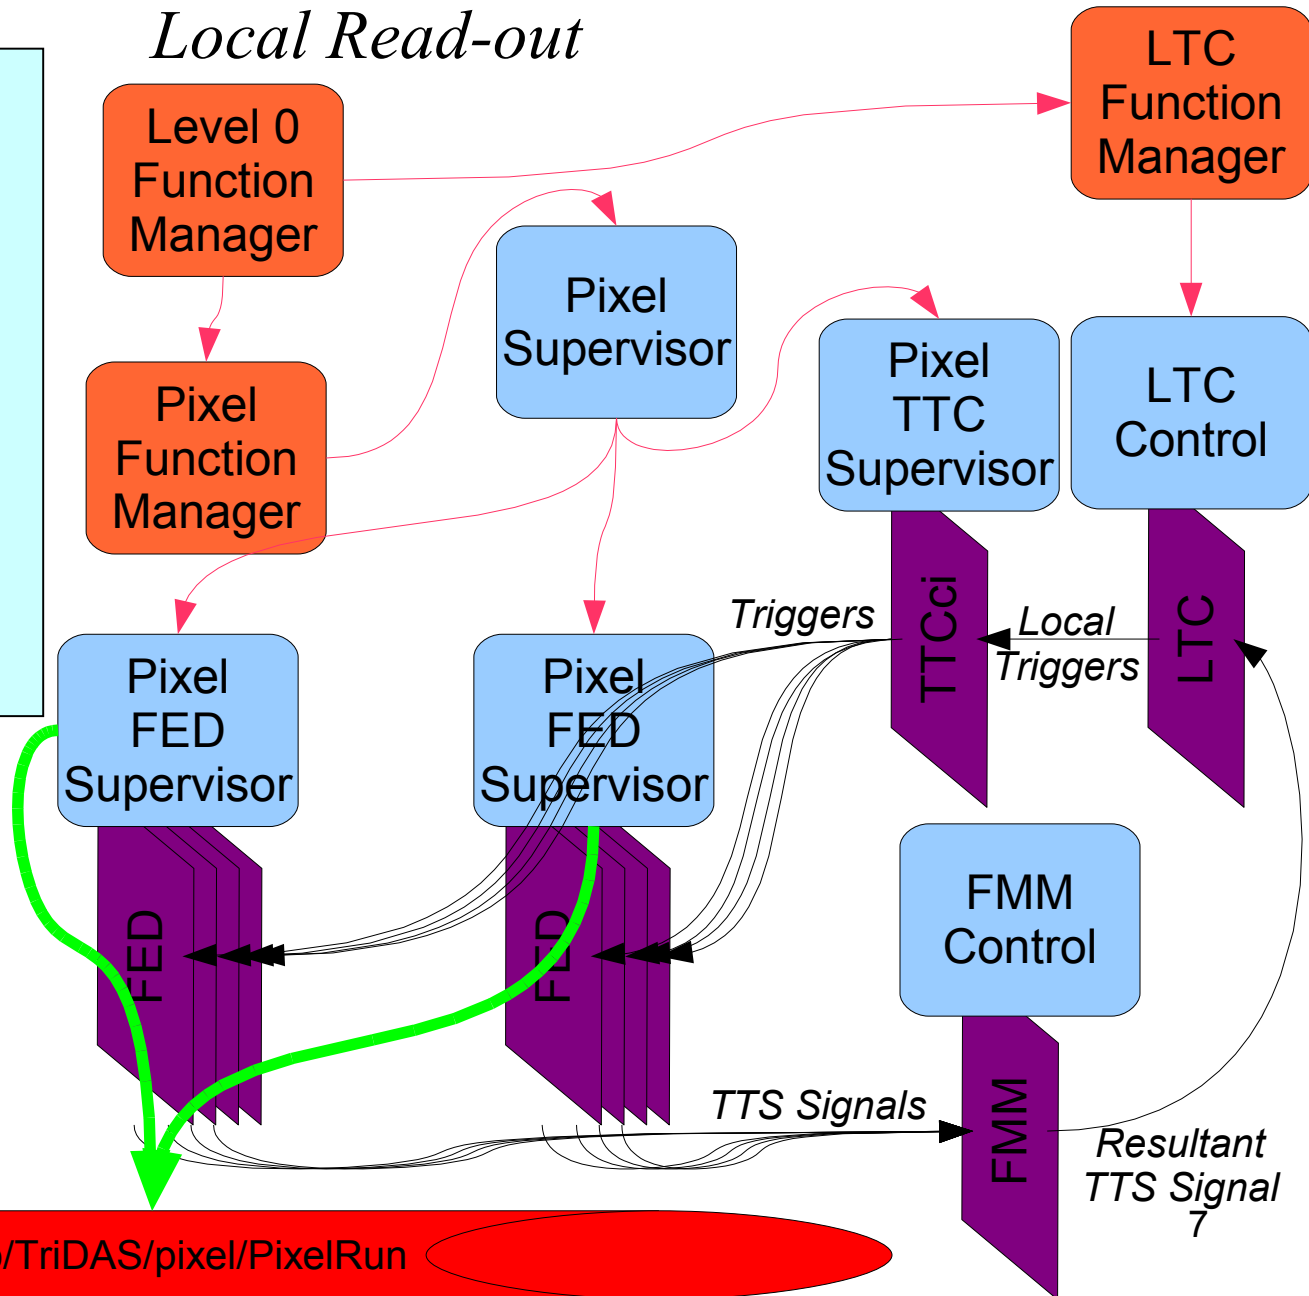 Local Read-out
Level 0
Function
Manager
LTC
Function
Manager
Pixel
Supervisor
Pixel
TTC
Supervisor
LTC
Control
Pixel
Function
Manager
TTCci
LTC
Triggers
Local
Triggers
Pixel
FED
Supervisor
Pixel
FED
Supervisor
FED
FED
FMM
Control
FMM
TTS Signals
Resultant
TTS Signal
7
/TriDAS/pixel/PixelRun